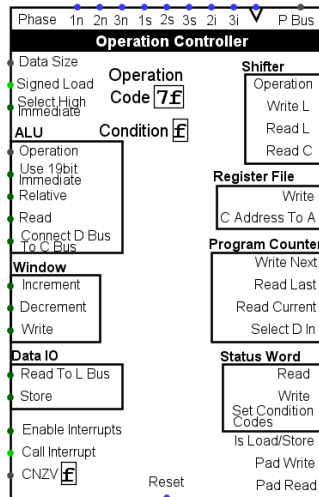 Phase 1n 2n 3n 1s 2s 3s 2i 3i P Bus
Operation Controller
Data Size
Signed Load
Select High
Immediate
Operation
Code 7f
Condition f
ALU
Operation
Use 19bit
Immediate
Relative
Read
Connect D Bus
To C Bus
Window
Increment
Decrement
Write
Data IO
Read To L Bus
Store
Enable Interrupts
Call Interrupt
CNZV f
Reset
Shifter
Operation
Write L
Read L
Read C
Register File
Write
C Address To A
Program Counter
Write Next
Read Last
Read Current
Select D In
Status Word
Read
Write
Set Condition
Codes
Is Load/Store
Pad Write
Pad Read